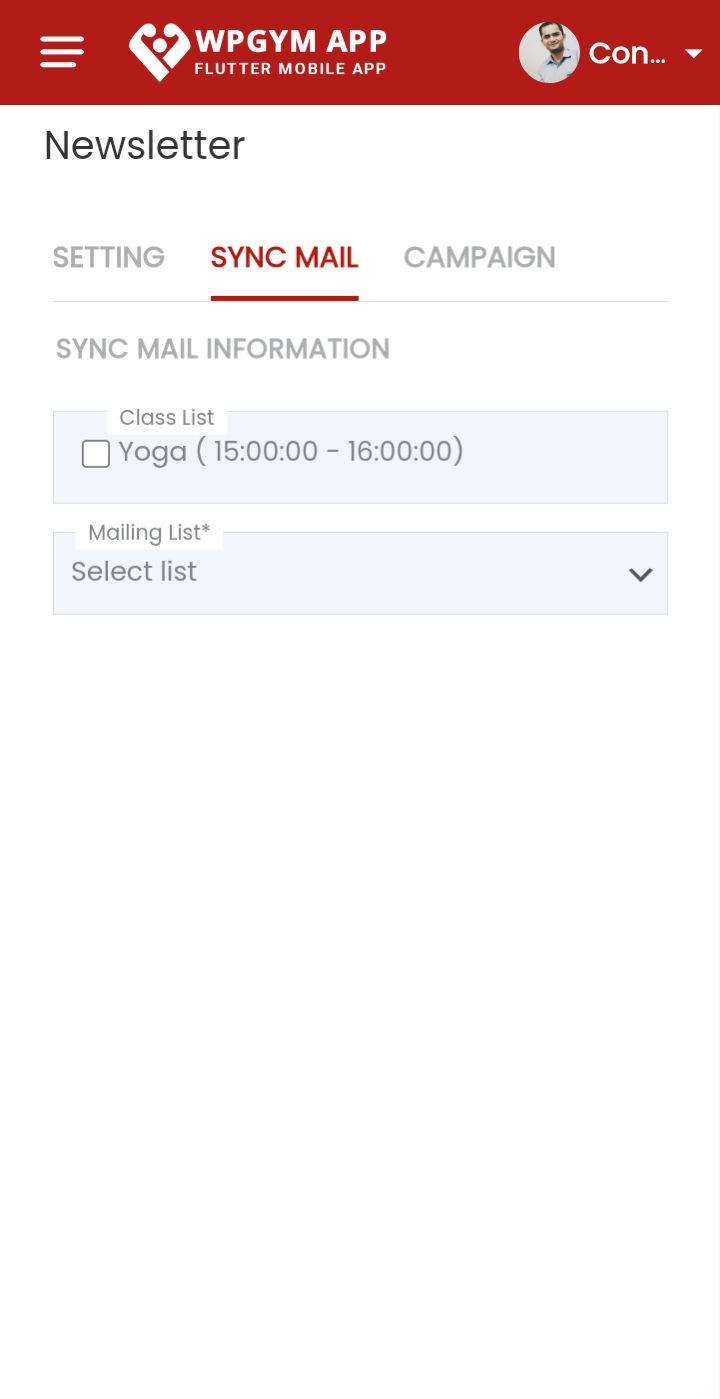 WPGYM APP
FLUTTER MOBILE APP
Con...
Newsletter
SETTING SYNC MAIL CAMPAIGN
SYNC MAIL INFORMATION
Class List
Yoga ( 15:00:00 - 16:00:00)
Mailing List*
Select list